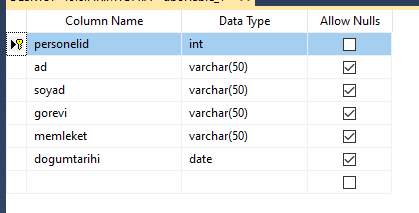 Column Name Data Type Allow Nulls
personelid int
ad varchar(50)
soyad varchar(50)
gorevi varchar(50)
memleket varchar(50)
dogumtarihi date